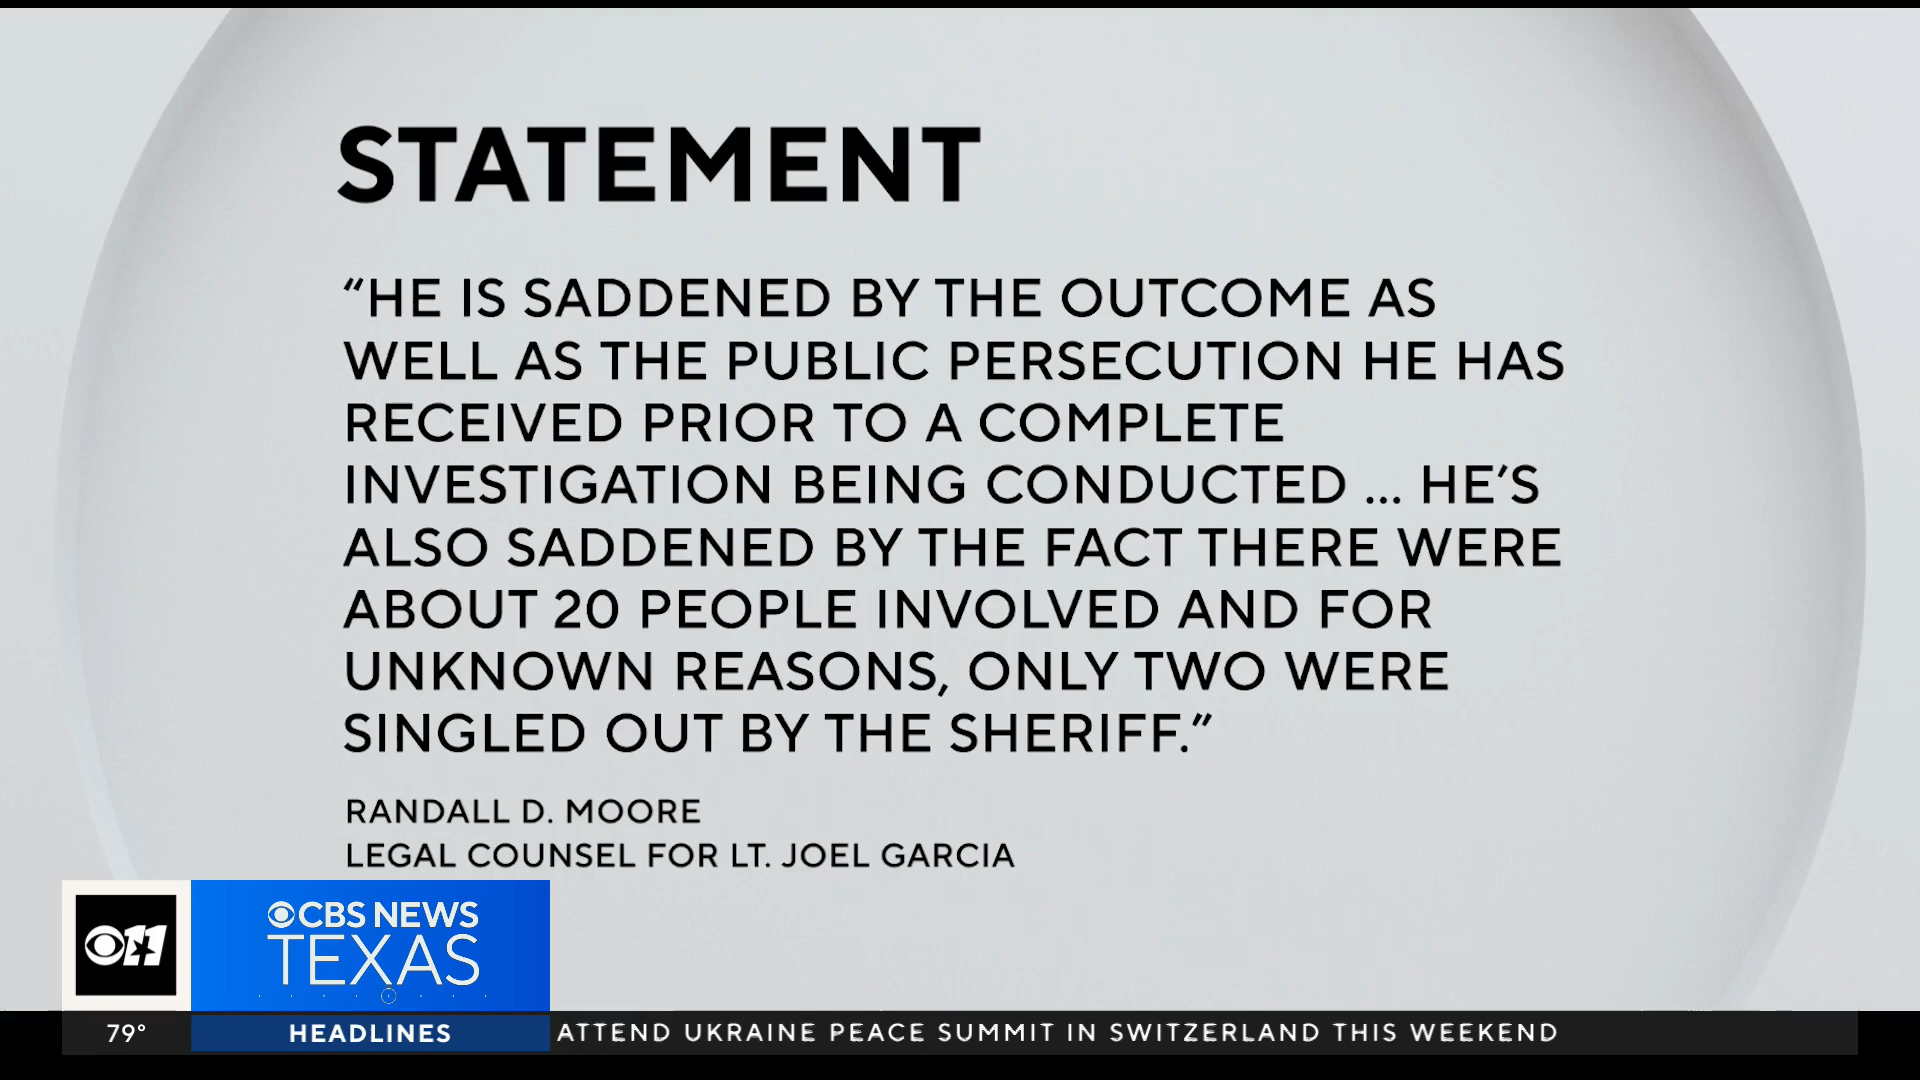 STATEMENT
“HE IS SADDENED BY THE OUTCOME AS
WELL AS THE PUBLIC PERSECUTION HE HAS
RECEIVED PRIOR TO A COMPLETE
INVESTIGATION BEING CONDUCTED ... HE’S
ALSO SADDENED BY THE FACT THERE WERE
ABOUT 20 PEOPLE INVOLVED AND FOR
UNKNOWN REASONS, ONLY TWO WERE
SINGLED OUT BY THE SHERIFF.”
RANDALL D. MOORE
LEGAL COUNSEL FOR LT. JOEL GARCIA
11
CBS NEWS
TEXAS
79°
HEADLINES
ATTEND UKRAINE PEACE SUMMIT IN SWITZERLAND THIS WEEKEND